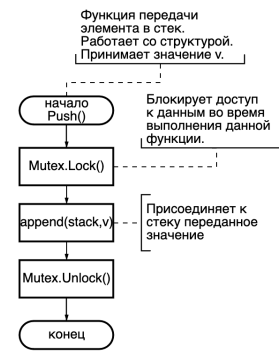 Функция передачи
элемента в стек.
Работает со структурой.
Принимает значение v.
начало
Push()
Блокирует доступ
к данным во время
выполнения данной
функции.
Mutex.Lock()
append(stack,v)
Присоединяет к
стеку переданное
значение
Mutex.Unlock()
конец